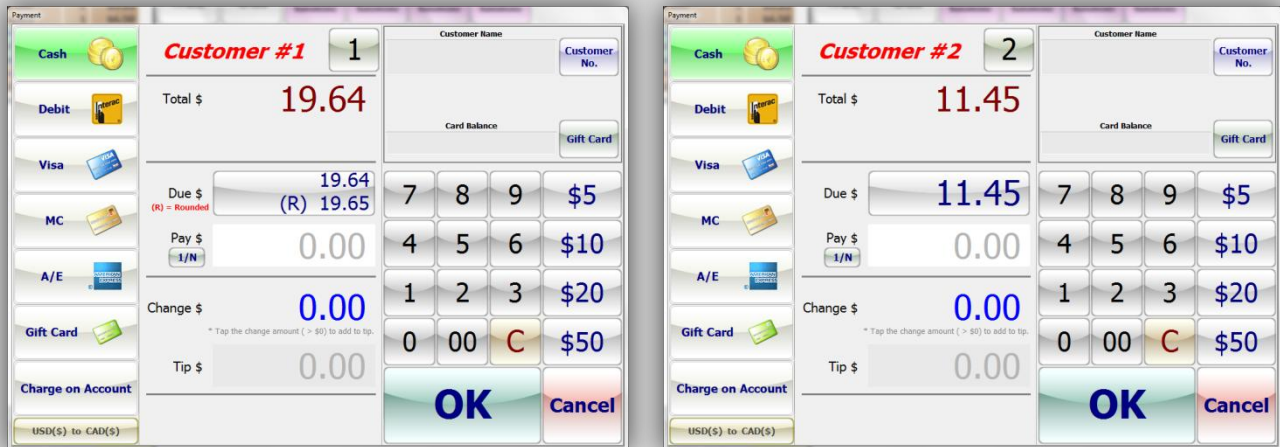 Payment
Cash
Debit
Interac
Visa
VISA
MC
A/E
AMERICAN EXPRESS
Gift Card
Charge on Account
USD($) to CAD($)
Customer #1
1
Total $
19.64
Due $
(R) = Rounded
19.64
(R) 19.65
Pay $
1/N
0.00
Change $
0.00
* Tap the change amount ( > $0) to add to tip.
Tip $
0.00
Customer Name
Customer No.
Card Balance
Gift Card
7 8 9 $5
4 5 6 $10
1 2 3 $20
0 00 C $50
OK
Cancel
Payment
Cash
Debit
Interac
Visa
VISA
MC
A/E
AMERICAN EXPRESS
Gift Card
Charge on Account
USD($) to CAD($)
Customer #2
2
Total $
11.45
Due $
11.45
Pay $
1/N
0.00
Change $
0.00
* Tap the change amount ( > $0) to add to tip.
Tip $
0.00
Customer Name
Customer No.
Card Balance
Gift Card
7 8 9 $5
4 5 6 $10
1 2 3 $20
0 00 C $50
OK
Cancel